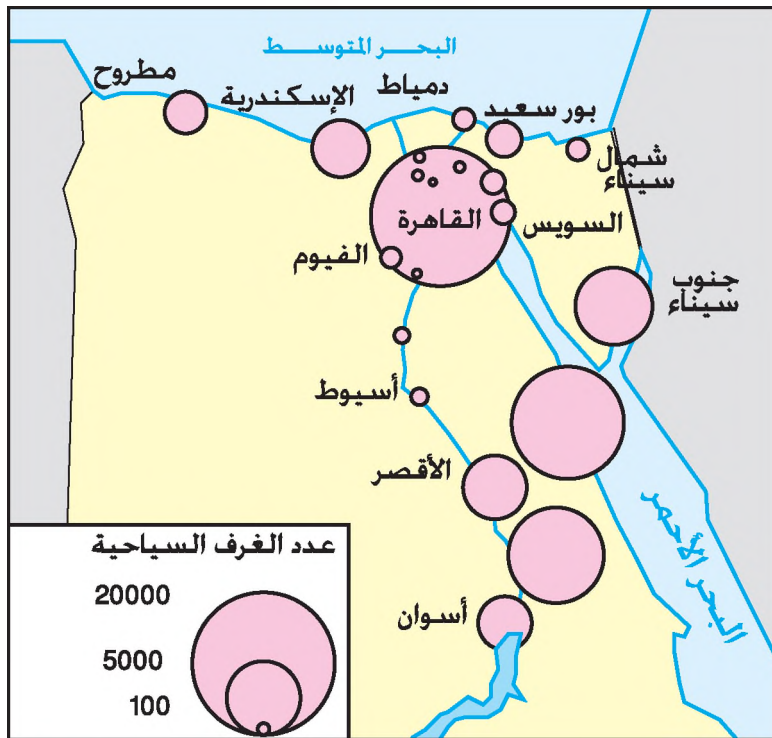 البحر المتوسط
مطروح
الإسكندرية
دمياط
بور سعيد
شمال
سيناء
القاهرة
السويس
الفيوم
جنوب
سيناء
أسيوط
الأقصر
أسوان
البحر الأحمر
عدد الغرف السياحية
20000
5000
100